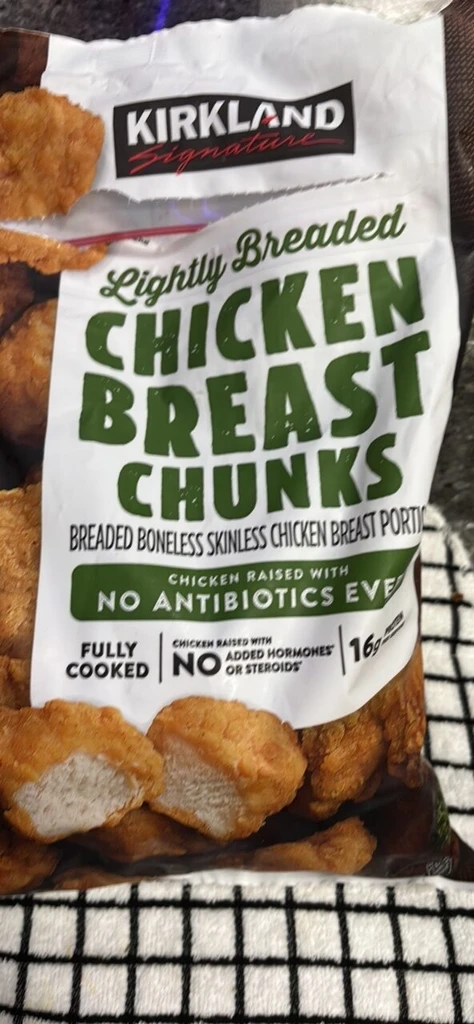 KIRKLAND
Signature
Lightly Breaded
CHICKEN
BREAST
CHUNKS
BREADED BONELESS SKINLESS CHICKEN BREAST PORTI
CHICKEN RAISED WITH
NO ANTIBIOTICS EVE
FULLY
COOKED
CHICKEN RAISED WITH
NO ADDED HORMONES*
OR STEROIDS*
16g PROTEIN